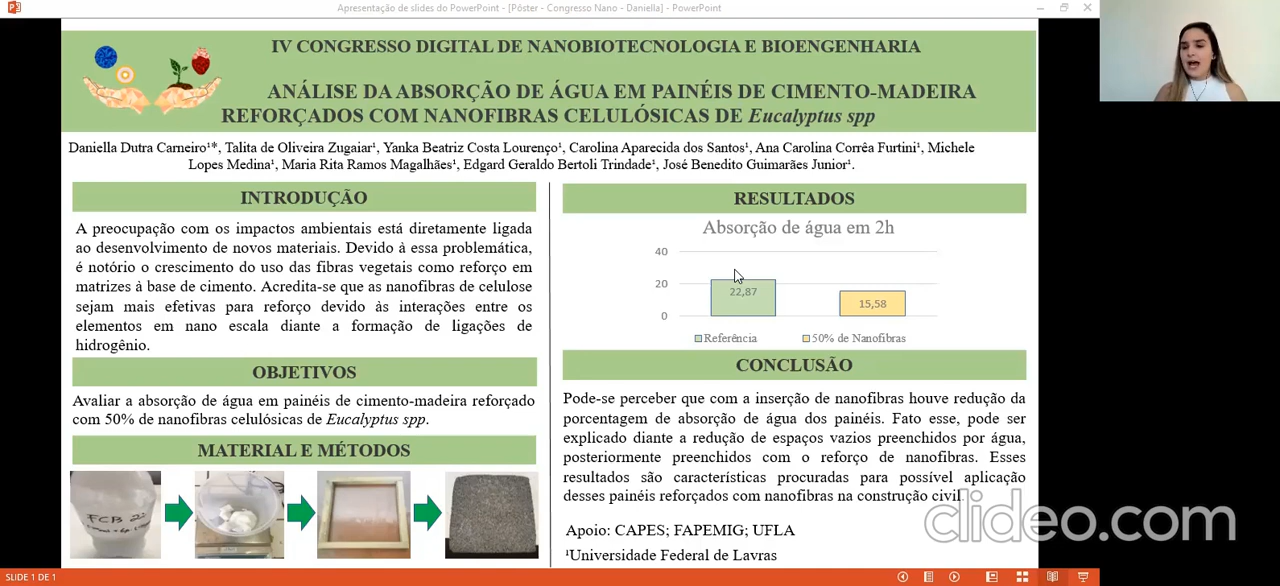 Apresentação de slides do PowerPoint - [Póster - Congresso Nano - Daniella] - PowerPoint
IV CONGRESSO DIGITAL DE NANOBIOTECNOLOGIA E BIOENGENHARIA
ANÁLISE DA ABSORÇÃO DE ÁGUA EM PAINÉIS DE CIMENTO-MADEIRA
REFORÇADOS COM NANOFIBRAS CELULÓSICAS DE Eucalyptus spp
Daniella Dutra Carneiro¹*, Talita de Oliveira Zugaiar¹, Yanka Beatriz Costa Lourenço¹, Carolina Aparecida dos Santos¹, Ana Carolina Corrêa Furtini¹, Michele
Lopes Medina¹, Maria Rita Ramos Magalhães¹, Edgard Geraldo Bertoli Trindade¹, José Benedito Guimarães Junior¹.
INTRODUÇÃO
A preocupação com os impactos ambientais está diretamente ligada
ao desenvolvimento de novos materiais. Devido à essa problemática,
é notório o crescimento do uso das fibras vegetais como reforço em
matrizes à base de cimento. Acredita-se que as nanofibras de celulose
sejam mais efetivas para reforço devido às interações entre os
elementos em nano escala diante a formação de ligações de
hidrogênio.
OBJETIVOS
Avaliar a absorção de água em painéis de cimento-madeira reforçado
com 50% de nanofibras celulósicas de Eucalyptus spp.
MATERIAL E MÉTODOS
FCB 22
RESULTADOS
Absorção de água em 2h
40
20
0
22,87
15,58
Referência
50% de Nanofibras
CONCLUSÃO
Pode-se perceber que com a inserção de nanofibras houve redução da
porcentagem de absorção de água dos painéis. Fato esse, pode ser
explicado diante a redução de espaços vazios preenchidos por água,
posteriormente preenchidos com o reforço de nanofibras. Esses
resultados são características procuradas para possível aplicação
desses painéis reforçados com nanofibras na construção civil.
Apoio: CAPES; FAPEMIG; UFLA
¹Universidade Federal de Lavras
clideo.com
SLIDE 1 DE 1